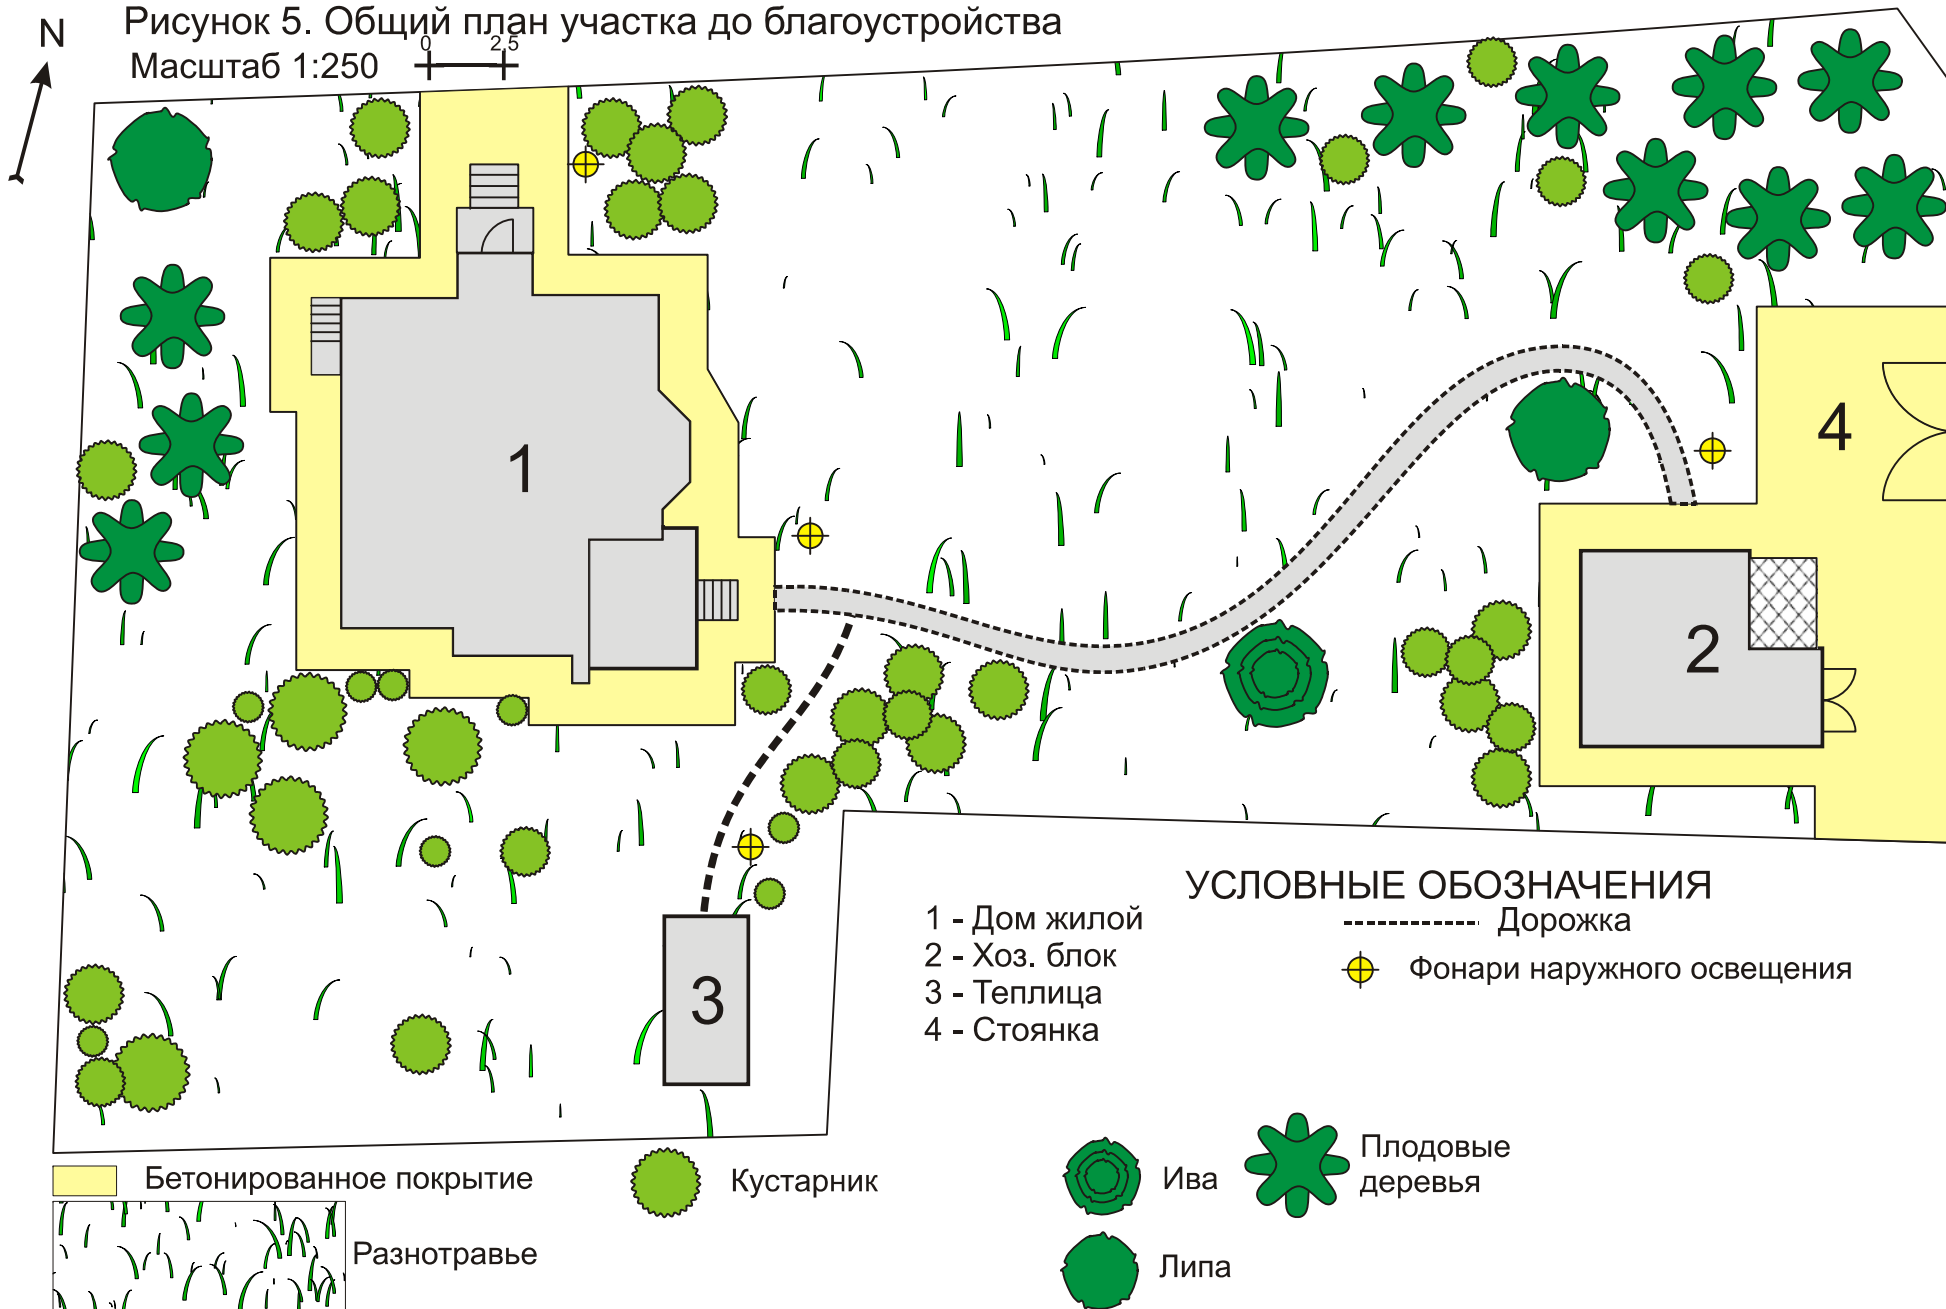 Рисунок 5. Общий план участка до благоустройства
N
Масштаб 1:250
0 2,5
1
4
2
3
УСЛОВНЫЕ ОБОЗНАЧЕНИЯ
1 - Дом жилой
2 - Хоз. блок
3 - Теплица
4 - Стоянка
Дорожка
Фонари наружного освещения
Бетонированное покрытие
Кустарник
Ива
Плодовые
деревья
Разнотравье
Липа